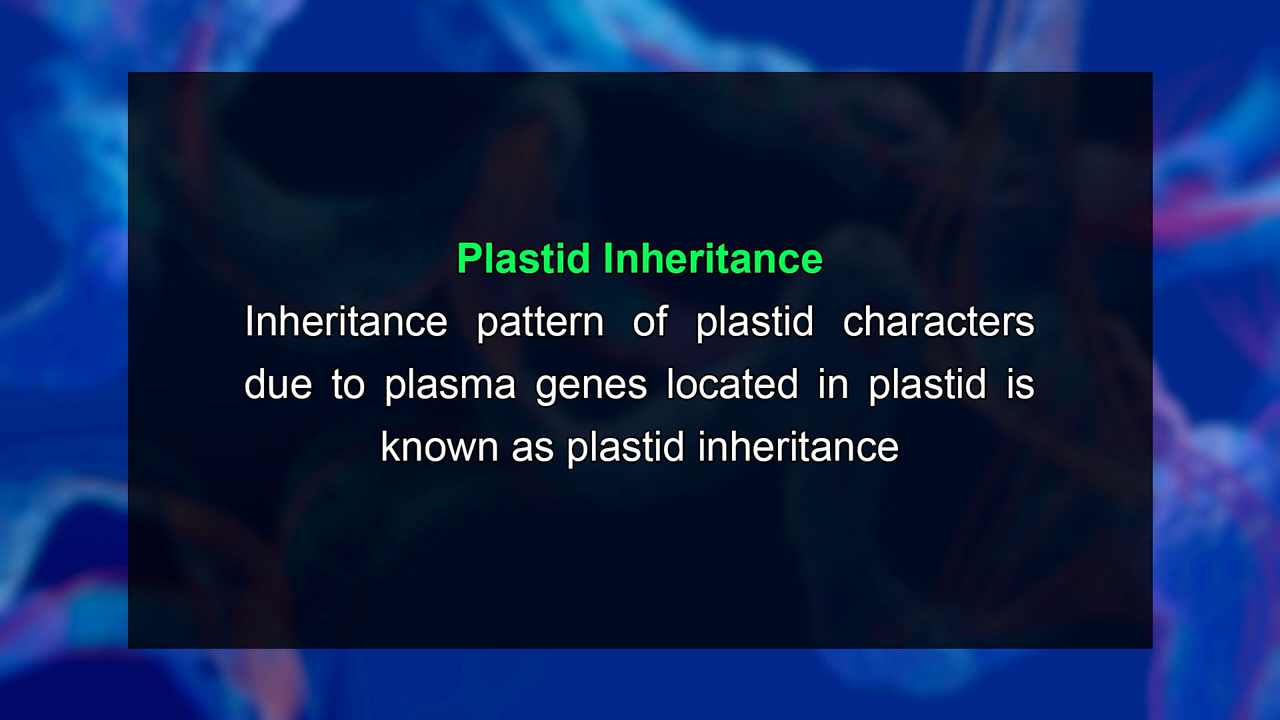 Plastid Inheritance
Inheritance pattern of plastid characters
due to plasma genes located in plastid is
known as plastid inheritance